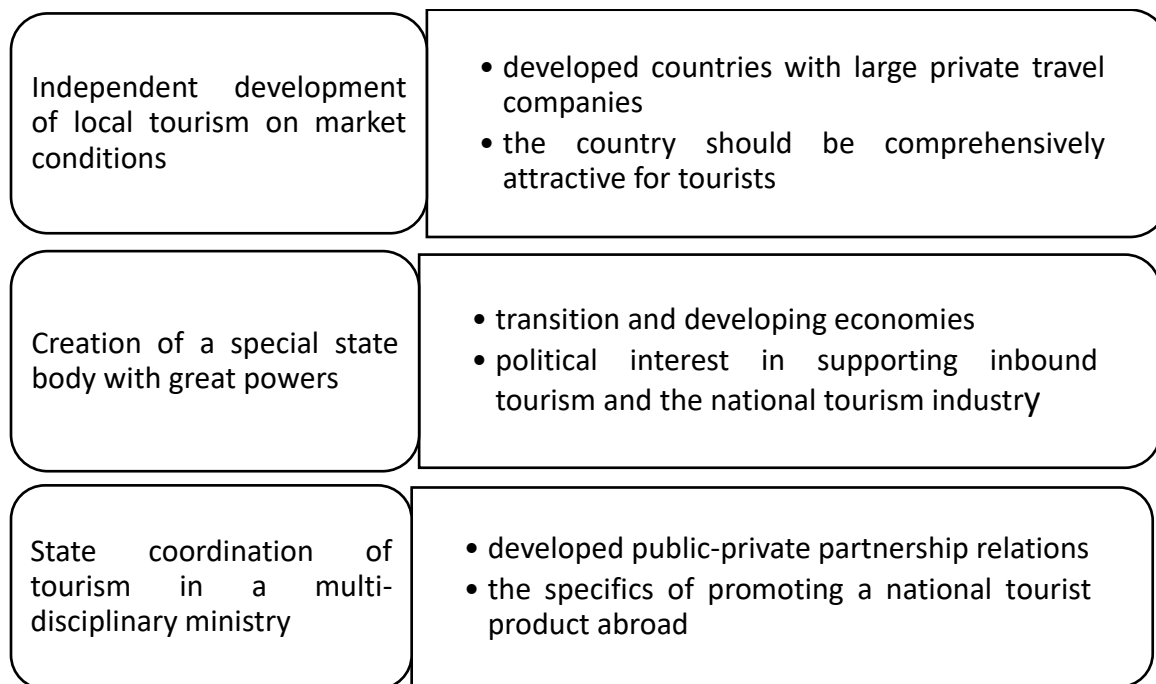 Independent development
of local tourism on market
conditions
• developed countries with large private travel
companies
• the country should be comprehensively
attractive for tourists
Creation of a special state
body with great powers
• transition and developing economies
• political interest in supporting inbound
tourism and the national tourism industry
State coordination of
tourism in a multi-
disciplinary ministry
• developed public-private partnership relations
• the specifics of promoting a national tourist
product abroad